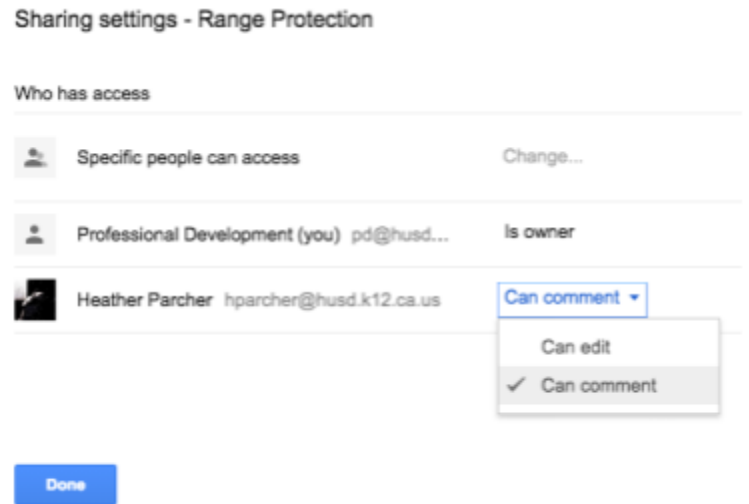 Sharing settings - Range Protection
Who has access
Specific people can access Change...
Professional Development (you) pd@husd... Is owner
Heather Parcher hparcher@husd.k12.ca.us Can comment
Can edit
Can comment
Done